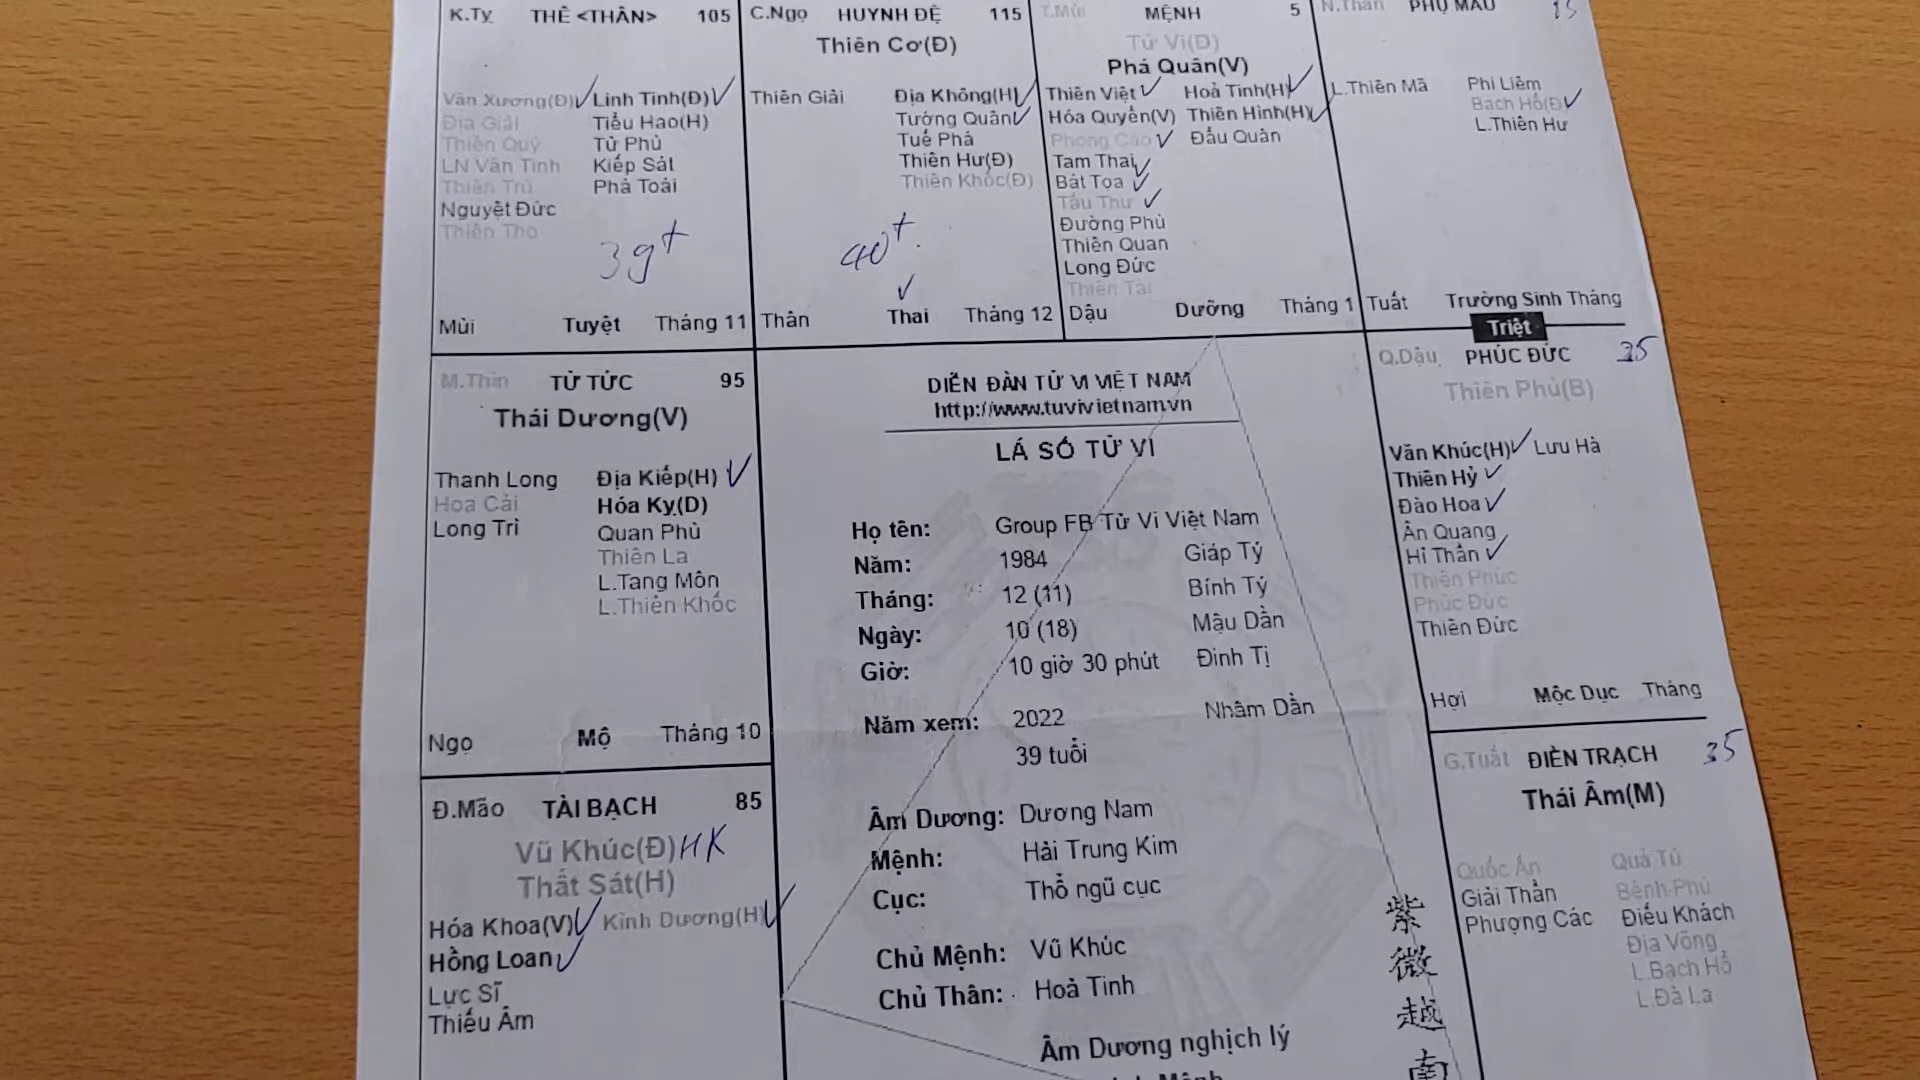 K.Tỵ THÊ <THÂN> 105
Văn Xương(Đ) Linh Tinh(Đ)
Địa Giải Tiểu Hao(H)
Thiên Quý Tử Phù
LN Văn Tinh Kiếp Sát
Thiên Trù Phá Toái
Nguyệt Đức
Thiên Thọ
39+
Mùi Tuyệt Tháng 11
C.Ngọ HUYNH ĐỆ 115
Thiên Cơ(Đ)
Thiên Giải Địa Không(H)
Tướng Quân
Tuế Phá
Thiên Hư(Đ)
Thiên Khốc(Đ)
40+
Thân Thai Tháng 12
T.Mùi MỆNH 5
Tử Vi(Đ)
Phá Quân(V)
Thiên Việt Hoả Tinh(H)
Hóa Quyền(V) Thiên Hình(H)
Phong Cáo Đẩu Quân
Tam Thai
Bát Tọa
Tấu Thư
Đường Phù
Thiên Quan
Long Đức
Thiên Tài
Dậu Dưỡng Tháng 1
N.Thân PHỤ MẪU 15
L.Thiên Mã Phi Liêm
Bạch Hổ(Đ)
L.Thiên Hư
Tuất Trường Sinh Tháng
Triệt
M.Thìn TỬ TỨC 95
Thái Dương(V)
Thanh Long Địa Kiếp(H)
Hoa Cái Hóa Kỵ(D)
Long Trì Quan Phù
Thiên La
L.Tang Môn
L.Thiên Khốc
Ngọ Mộ Tháng 10
DIỄN ĐÀN TỬ VI VIỆT NAM
http://www.tuvivietnam.vn
LÁ SỐ TỬ VI
Họ tên: Group FB Tử Vi Việt Nam
Năm: 1984 Giáp Tý
Tháng: 12 (11) Bính Tý
Ngày: 10 (18) Mậu Dần
Giờ: 10 giờ 30 phút Đinh Tị
Năm xem: 2022 Nhâm Dần
39 tuổi
Âm Dương: Dương Nam
Mệnh: Hải Trung Kim
Cục: Thổ ngũ cục
Chủ Mệnh: Vũ Khúc
Chủ Thân: Hoả Tinh
Âm Dương nghịch lý
Mệnh
紫
微
越
南
Q.Dậu PHÚC ĐỨC 25
Thiên Phủ(B)
Văn Khúc(H) Lưu Hà
Thiên Hỷ
Đào Hoa
Ân Quang
Hỉ Thần
Thiên Phúc
Phúc Đức
Thiên Đức
Hợi Mộc Dục Tháng
Đ.Mão TÀI BẠCH 85
Vũ Khúc(Đ) HK
Thất Sát(H)
Hóa Khoa(V) Kình Dương(H)
Hồng Loan
Lực Sĩ
Thiếu Âm
G.Tuất ĐIỀN TRẠCH 35
Thái Âm(M)
Quốc Ấn Quả Tú
Giải Thần Bệnh Phù
Phượng Các Điếu Khách
Địa Võng
L.Bạch Hổ
L.Đà La